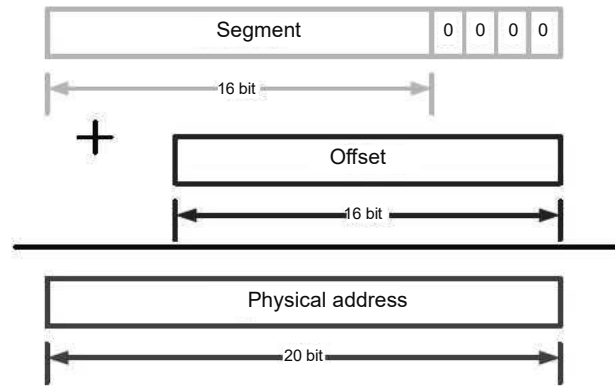 Segment 0 0 0 0
16 bit
+
Offset
16 bit
Physical address
20 bit